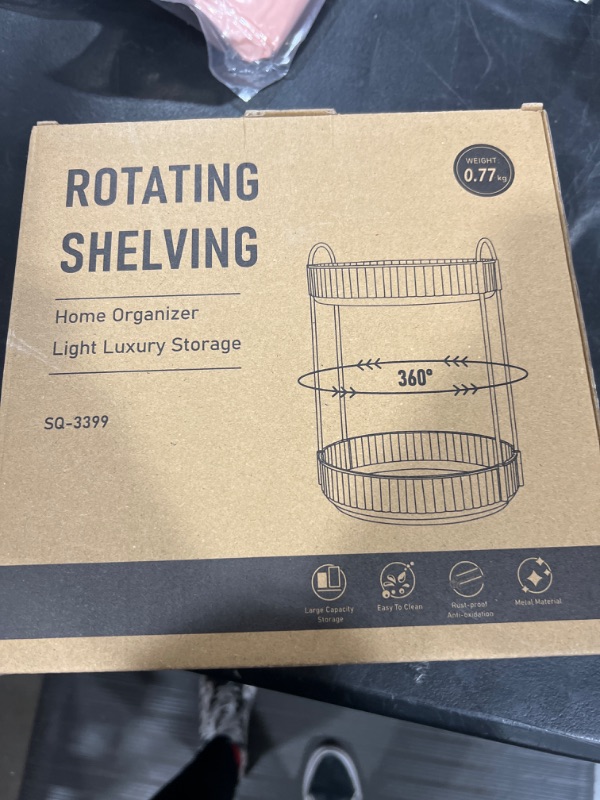 ROTATING
SHELVING
WEIGHT:
0.77kg
Home Organizer
Light Luxury Storage
SQ-3399
360°
Large Capacity
Storage
Easy To Clean
Rust-proof
Anti-oxidation
Metal Material